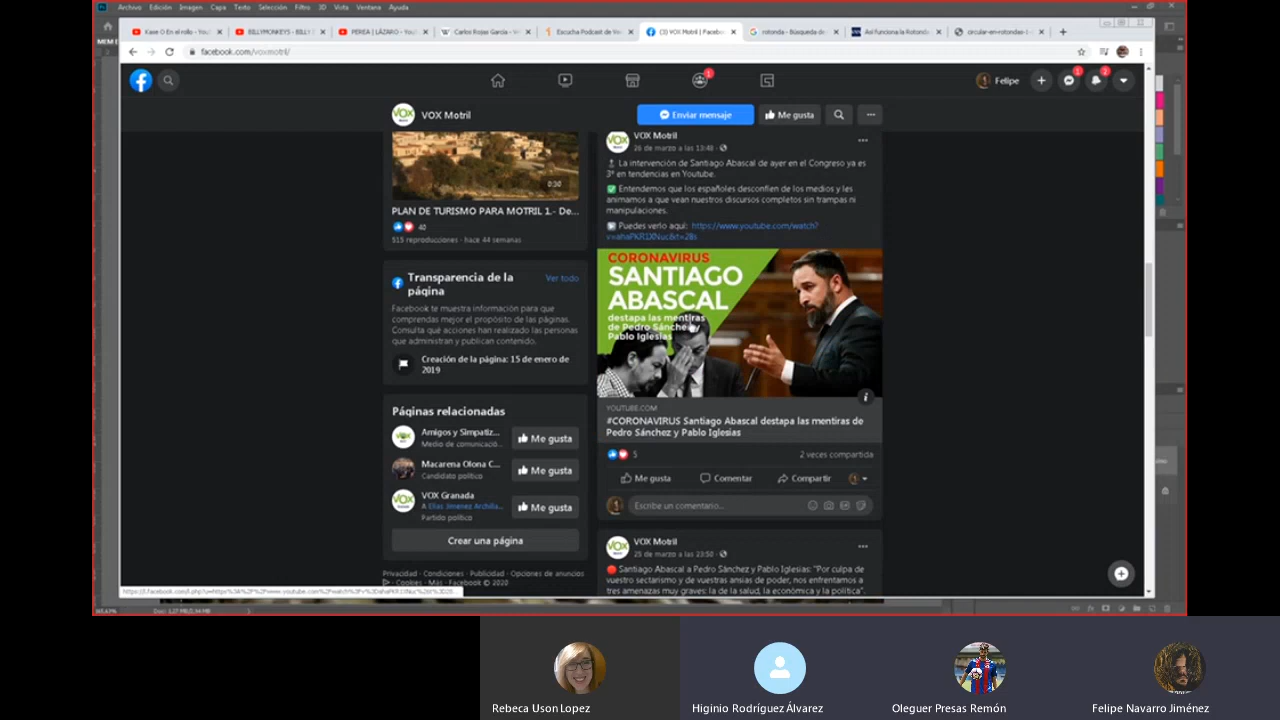 Archivo Edición Imagen Capa Texto Selección Filtro 3D Vista Ventana Ayuda
Kase O En el rollo - You
BILLYMONKEYS - BILLY
PEREA | LÁZARO - You
Carlos Rojas García - W
Escucha Podcast de Vo
(3) VOX Motril | Facebo
rotonda - Búsqueda de
Así funciona la Rotond
circular-en-rotondas-1
facebook.com/voxmotril/
1
Felipe
1
2
VOX
VOX Motril
Enviar mensaje
Me gusta
0:30
PLAN DE TURISMO PARA MOTRIL 1.- De...
40
515 reproducciones · hace 44 semanas
Transparencia de la
página
Ver todo
Facebook te muestra información para que
comprendas mejor el propósito de las páginas.
Consulta qué acciones han realizado las personas
que administran y publican contenido.
Creación de la página: 15 de enero de
2019
Páginas relacionadas
Amigos y Simpatiz...
Medio de comunicació...
Me gusta
Macarena Olona C...
Candidato político
Me gusta
VOX Granada
A Elias Jimenez Archilla...
Partido político
Me gusta
Crear una página
Privacidad · Condiciones · Publicidad · Opciones de anuncios
· Cookies · Más · Facebook © 2020
VOX Motril
26 de marzo a las 13:48
La intervención de Santiago Abascal de ayer en el Congreso ya es
3ª en tendencias en Youtube.
Entendemos que los españoles desconfíen de los medios y les
animamos a que vean nuestros discursos completos sin trampas ni
manipulaciones.
Puedes verlo aquí: https://www.youtube.com/watch?
CORONAVIRUS
SANTIAGO
ABASCAL
destapa las mentiras
de Pedro Sánchez y
Pablo Iglesias
YOUTUBE.COM
#CORONAVIRUS Santiago Abascal destapa las mentiras de
Pedro Sánchez y Pablo Iglesias
5
2 veces compartida
Me gusta
Comentar
Compartir
Escribe un comentario...
VOX Motril
25 de marzo a las 23:50
Santiago Abascal a Pedro Sánchez y Pablo Iglesias: "Por culpa de
vuestro sectarismo y de vuestras ansias de poder, nos enfrentamos a
tres amenazas muy graves: la de la salud, la económica y la política".
Rebeca Uson Lopez
Higinio Rodríguez Álvarez
Oleguer Presas Remón
Felipe Navarro Jiménez